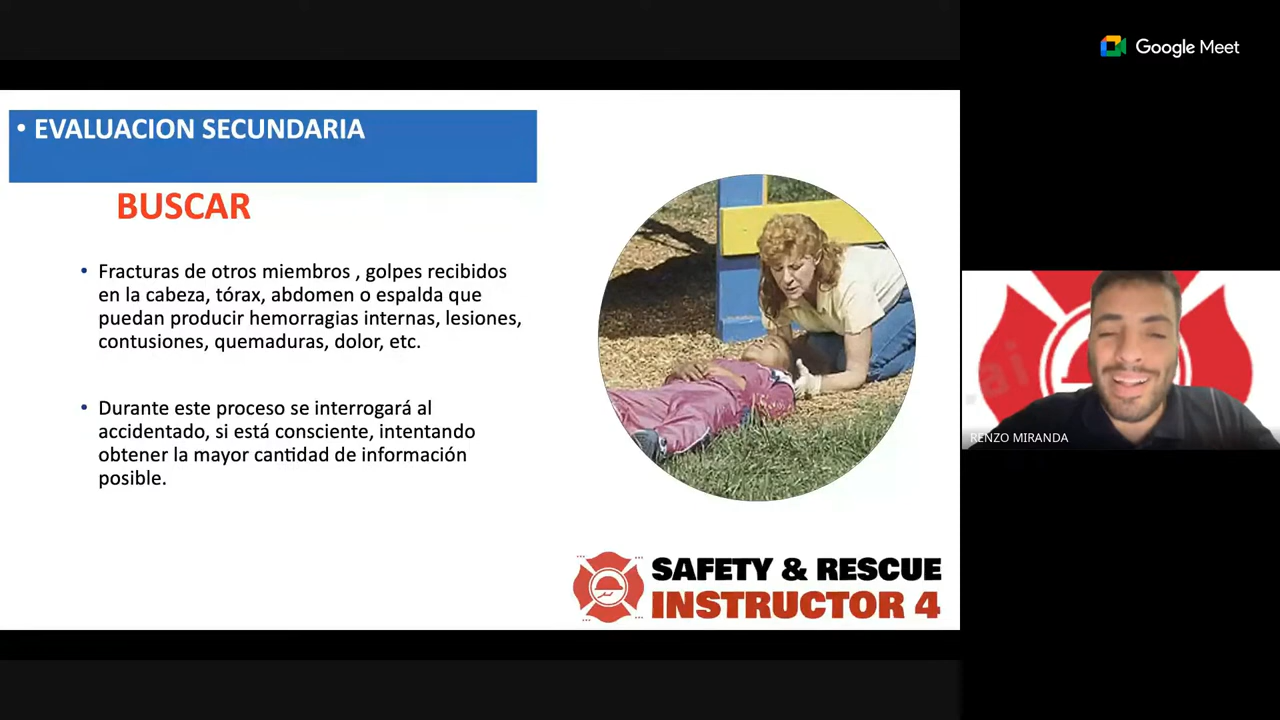 Google Meet
• EVALUACION SECUNDARIA
BUSCAR
• Fracturas de otros miembros , golpes recibidos
en la cabeza, tórax, abdomen o espalda que
puedan producir hemorragias internas, lesiones,
contusiones, quemaduras, dolor, etc.
• Durante este proceso se interrogará al
accidentado, si está consciente, intentando
obtener la mayor cantidad de información
posible.
RENZO MIRANDA
SAFETY & RESCUE
INSTRUCTOR 4